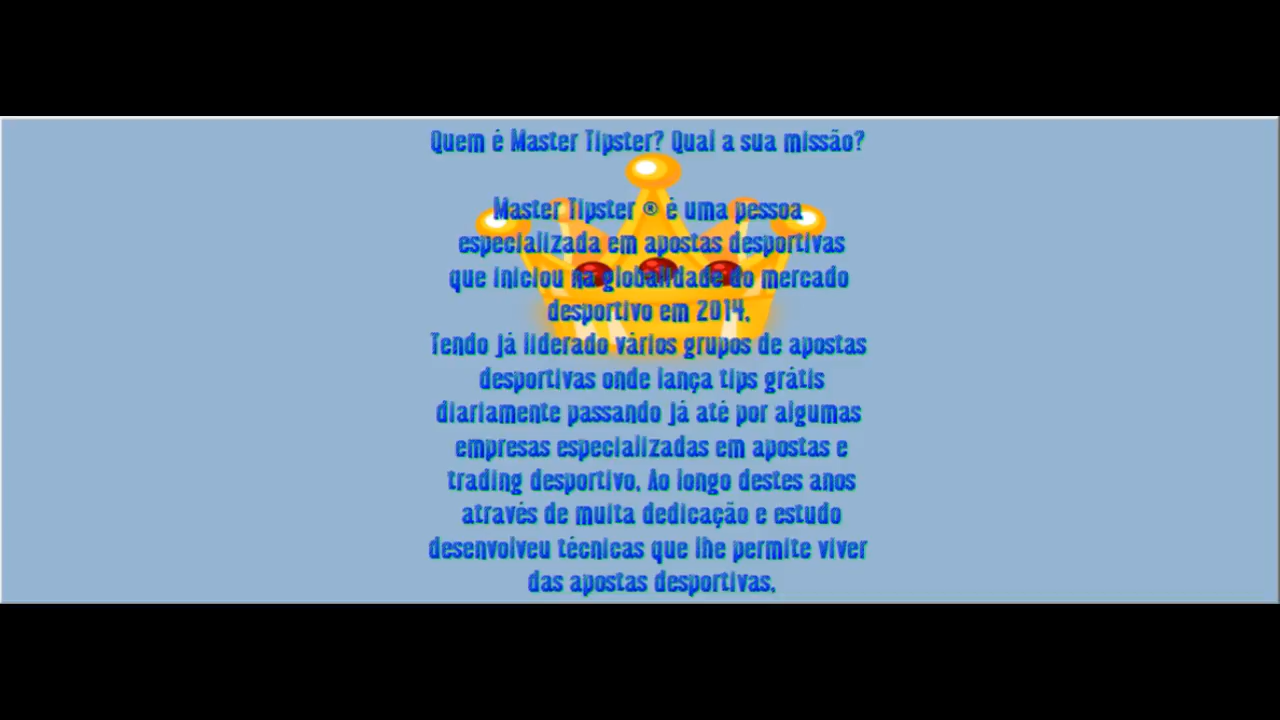 Quem é Master Tipster? Qual a sua missão?
Master Tipster ® é uma pessoa
especializada em apostas desportivas
que iniciou na globalidade do mercado
desportivo em 2014.
Tendo já liderado vários grupos de apostas
desportivas onde lança tips grátis
diariamente passando já até por algumas
empresas especializadas em apostas e
trading desportivo. Ao longo destes anos
através de muita dedicação e estudo
desenvolveu técnicas que lhe permite viver
das apostas desportivas.